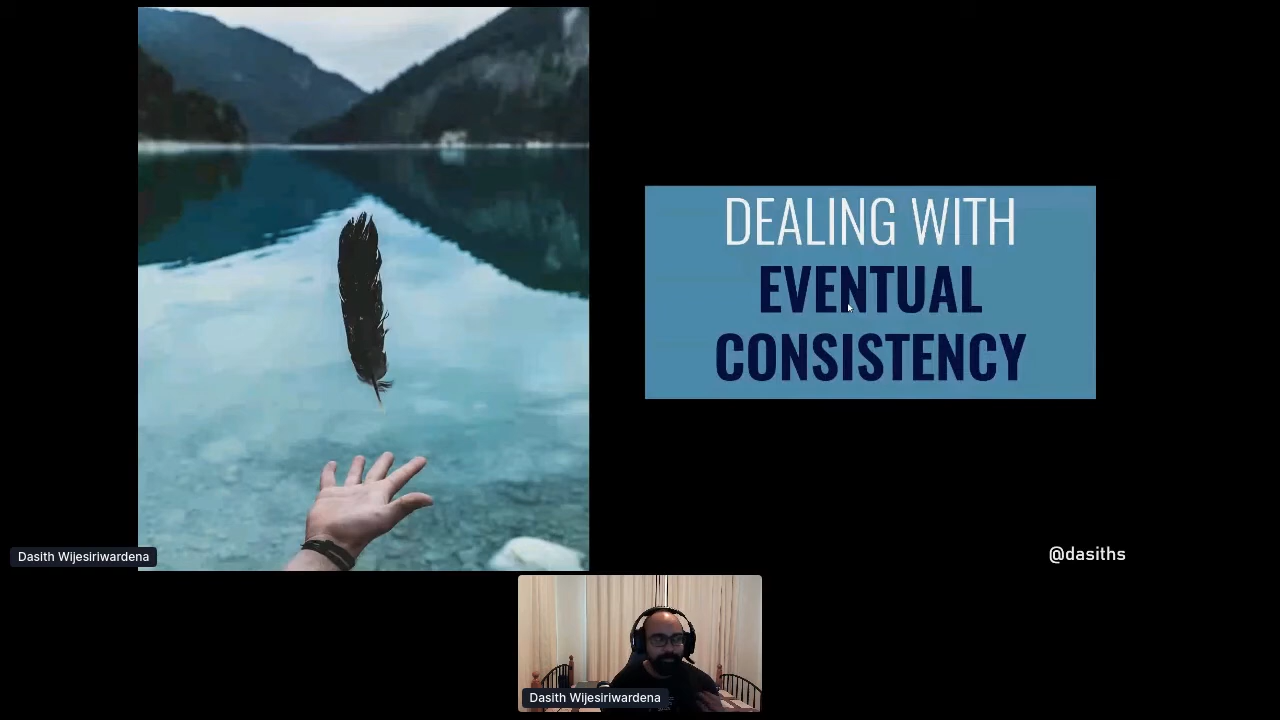 DEALING WITH
EVENTUAL
CONSISTENCY
Dasith Wijesiriwardena
@dasiths
Dasith Wijesiriwardena